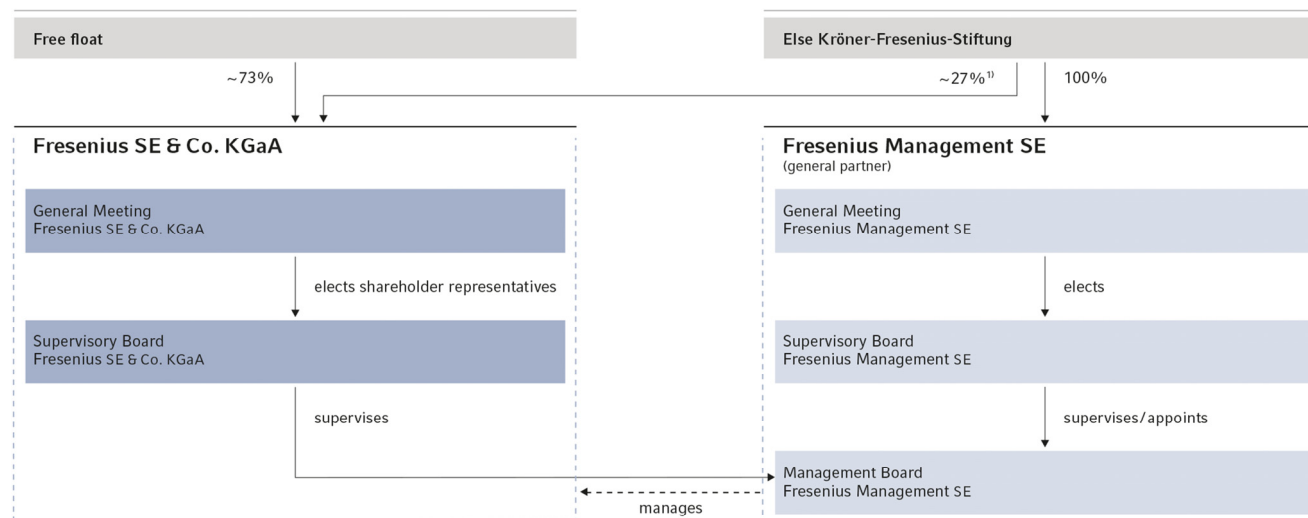 Free float
Else Kröner-Fresenius-Stiftung
~73%
~27% 1)
100%
Fresenius SE & Co. KGaA
Fresenius Management SE
(general partner)
General Meeting
Fresenius SE & Co. KGaA
General Meeting
Fresenius Management SE
elects shareholder representatives
elects
Supervisory Board
Fresenius SE & Co. KGaA
Supervisory Board
Fresenius Management SE
supervises
supervises/appoints
Management Board
Fresenius Management SE
manages